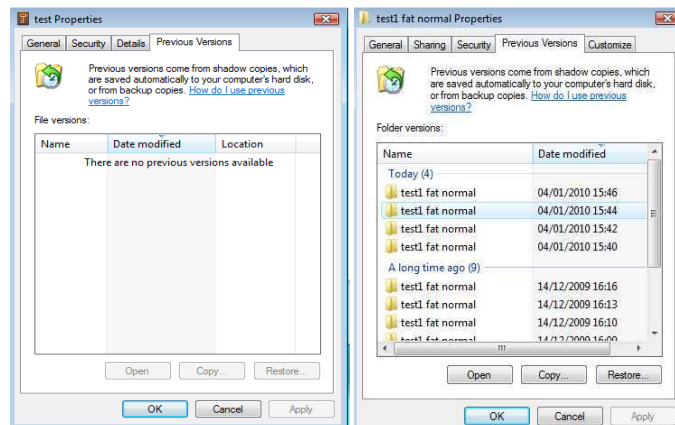 test Properties
General Security Details Previous Versions
Previous versions come from shadow copies, which
are saved automatically to your computer's hard disk,
or from backup copies. How do I use previous
versions?
File versions:
Name Date modified Location
There are no previous versions available
Open Copy... Restore...
OK Cancel Apply
test1 fat normal Properties
General Sharing Security Previous Versions Customize
Previous versions come from shadow copies, which
are saved automatically to your computer's hard disk,
or from backup copies. How do I use previous
versions?
Folder versions:
Name Date modified
Today (4)
test1 fat normal 04/01/2010 15:46
test1 fat normal 04/01/2010 15:44
test1 fat normal 04/01/2010 15:42
test1 fat normal 04/01/2010 15:40
A long time ago (9)
test1 fat normal 14/12/2009 16:16
test1 fat normal 14/12/2009 16:13
test1 fat normal 14/12/2009 16:10
test1 fat normal 14/12/2009 16:09
Open Copy... Restore...
OK Cancel Apply